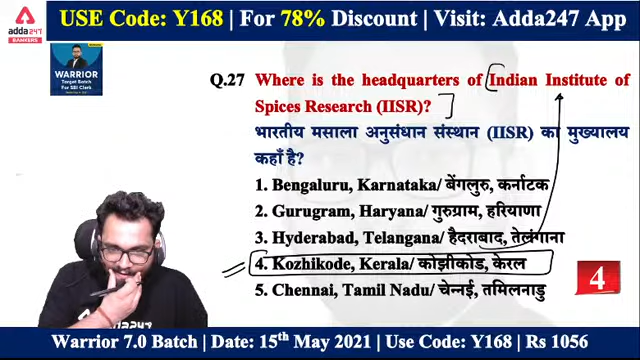 adda247
BANKERS
USE Code: Y168 | For 78% Discount | Visit: Adda247 App
WARRIOR
Target Batch
For SBI Clerk
Q.27 Where is the headquarters of Indian Institute of
Spices Research (IISR)?
भारतीय मसाला अनुसंधान संस्थान (IISR) का मुख्यालय
कहाँ है?
1. Bengaluru, Karnataka/ बेंगलुरु, कर्नाटक
2. Gurugram, Haryana/ गुरुग्राम, हरियाणा
3. Hyderabad, Telangana/ हैदराबाद, तेलंगाना
4. Kozhikode, Kerala/ कोझीकोड, केरल
5. Chennai, Tamil Nadu/ चेन्नई, तमिलनाडु
4
Warrior 7.0 Batch | Date: 15th May 2021 | Use Code: Y168 | Rs 1056